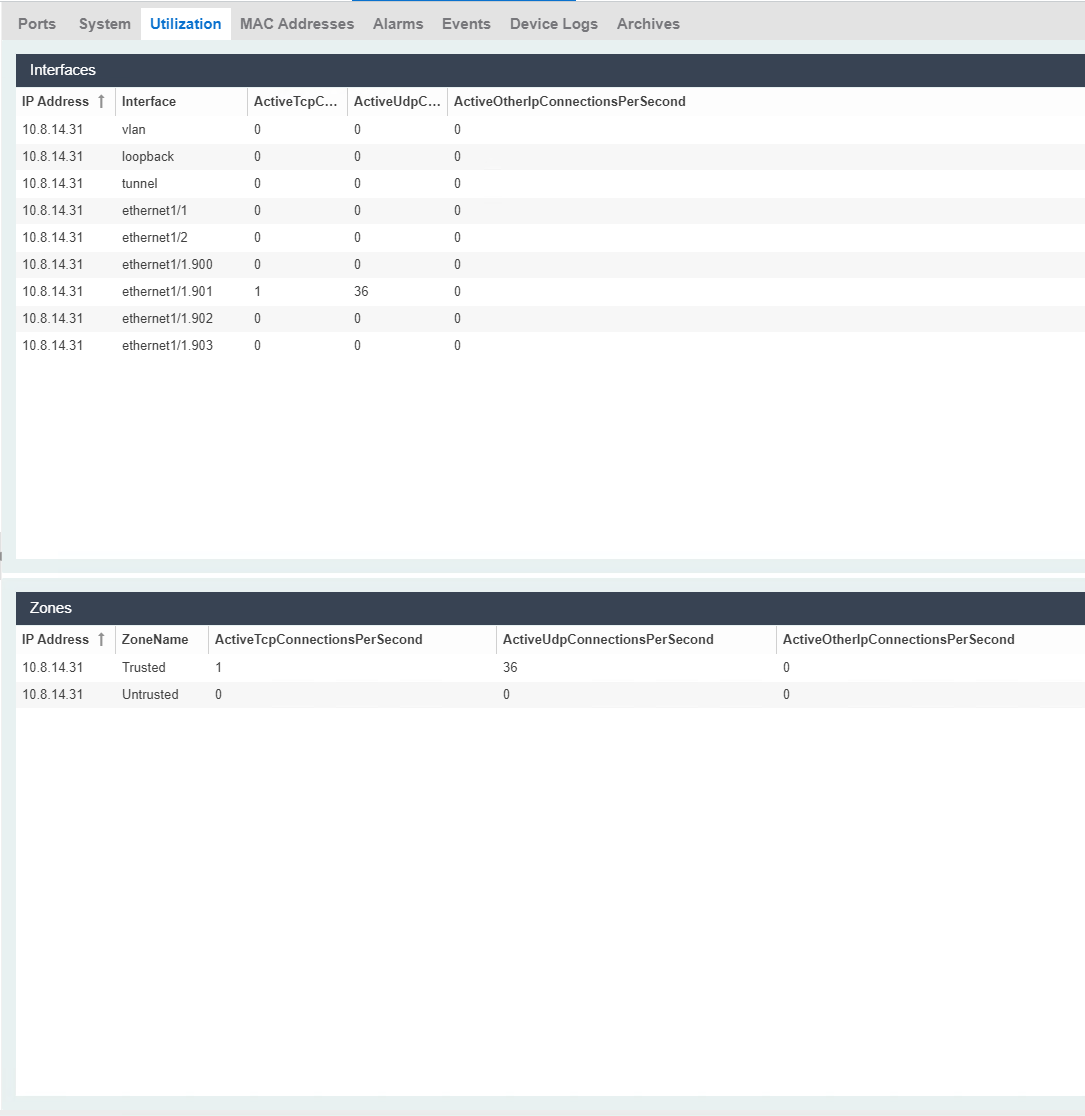 Ports System Utilization MAC Addresses Alarms Events Device Logs Archives
Interfaces
IP Address ↑ Interface ActiveTcpC... ActiveUdpC... ActiveOtherIpConnectionsPerSecond
10.8.14.31 vlan 0 0 0
10.8.14.31 loopback 0 0 0
10.8.14.31 tunnel 0 0 0
10.8.14.31 ethernet1/1 0 0 0
10.8.14.31 ethernet1/2 0 0 0
10.8.14.31 ethernet1/1.900 0 0 0
10.8.14.31 ethernet1/1.901 1 36 0
10.8.14.31 ethernet1/1.902 0 0 0
10.8.14.31 ethernet1/1.903 0 0 0
Zones
IP Address ↑ ZoneName ActiveTcpConnectionsPerSecond ActiveUdpConnectionsPerSecond ActiveOtherIpConnectionsPerSecond
10.8.14.31 Trusted 1 36 0
10.8.14.31 Untrusted 0 0 0